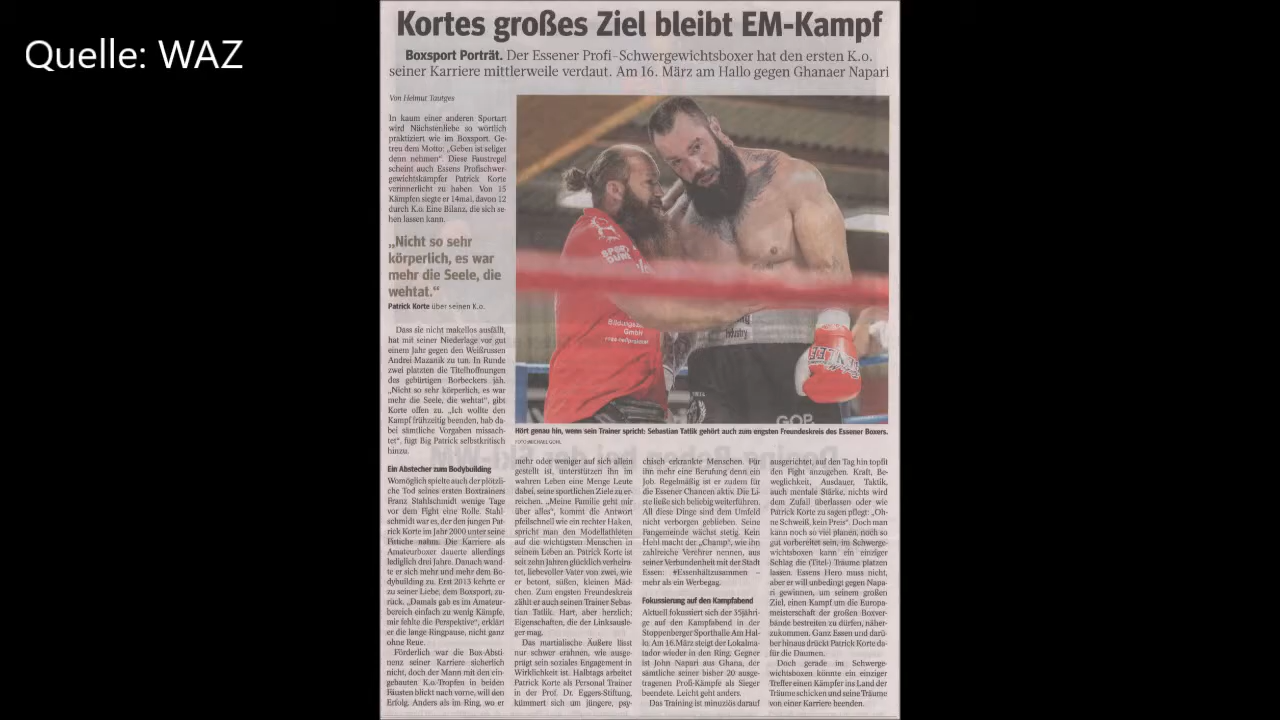 Quelle: WAZ
Kortes großes Ziel bleibt EM-Kampf
Boxsport Porträt. Der Essener Profi-Schwergewichtsboxer hat den ersten K.o.
seiner Karriere mittlerweile verdaut. Am 16. März am Hallo gegen Ghanaer Napari
Von Helmut Tautges
In kaum einer anderen Sportart
wird Nächstenliebe so wörtlich
praktiziert wie im Boxsport. Ge-
treu dem Motto: „Geben ist seliger
denn nehmen“. Diese Faustregel
scheint auch Essens Profischwer-
gewichtskämpfer Patrick Korte
verinnerlicht zu haben. Von 15
Kämpfen siegte er 14mal, davon 12
durch K.o. Eine Bilanz, die sich se-
hen lassen kann.
„Nicht so sehr
körperlich, es war
mehr die Seele, die
wehtat.“
Patrick Korte über seinen K.o.
Dass sie nicht makellos ausfällt,
hat mit seiner Niederlage vor gut
einem Jahr gegen den Weißrussen
Andrei Mazanik zu tun. In Runde
zwei platzten die Titelhoffnungen
des gebürtigen Borbeckers jäh.
„Nicht so sehr körperlich, es war
mehr die Seele, die wehtat“, gibt
Korte offen zu. „Ich wollte den
Kampf frühzeitig beenden, hab da-
bei sämtliche Vorgaben missach-
tet“, fügt Big Patrick selbstkritisch
hinzu.
Ein Abstecher zum Bodybuilding
Womöglich spielte auch der plötzli-
che Tod seines ersten Boxtrainers
Franz Stahlschmidt wenige Tage
vor dem Fight eine Rolle. Stahl-
schmidt war es, der den jungen Pat-
rick Korte im Jahr 2000 unter seine
Fittiche nahm. Die Karriere als
Amateurboxer dauerte allerdings
lediglich drei Jahre. Danach wand-
te er sich mehr und mehr dem Bo-
dybuilding zu. Erst 2013 kehrte er
zu seiner Liebe, dem Boxsport, zu-
rück. „Damals gab es im Amateur-
bereich einfach zu wenig Kämpfe,
mir fehlte die Perspektive“, erklärt
er die lange Ringpause, nicht ganz
ohne Reue.
Förderlich war die Box-Absti-
nenz seiner Karriere sicherlich
nicht, doch der Mann mit den ein-
gebauten K.o.-Tropfen in beiden
Fäusten blickt nach vorne, will den
Erfolg. Anders als im Ring, wo er
SPORT
Bildungs
GmbH
Industry
GOP
Hört genau hin, wenn sein Trainer spricht: Sebastian Tatlik gehört auch zum engsten Freundeskreis des Essener Boxers.
FOTO MICHAEL GOHL
mehr oder weniger auf sich allein
gestellt ist, unterstützen ihn im
wahren Leben eine Menge Leute
dabei, seine sportlichen Ziele zu er-
reichen. „Meine Familie geht mir
über alles“, kommt die Antwort
pfeilschnell wie ein rechter Haken,
spricht man den Modellathleten
auf die wichtigsten Menschen in
seinem Leben an. Patrick Korte ist
seit zehn Jahren glücklich verheira-
tet, liebevoller Vater von zwei, wie
er betont, süßen, kleinen Mäd-
chen. Zum engsten Freundeskreis
zählt er auch seinen Trainer Sebas-
tian Tatlik. Hart, aber herzlich;
Eigenschaften, die der Linksausle-
ger mag.
Das martialische Äußere lässt
nur schwer erahnen, wie ausge-
prägt sein soziales Engagement in
Wirklichkeit ist. Halbtags arbeitet
Patrick Korte als Personal Trainer
in der Prof. Dr. Eggers-Stiftung,
kümmert sich um jüngere, psy-
chisch erkrankte Menschen. Für
ihn mehr eine Berufung denn ein
Job. Regelmäßig ist er zudem für
die Essener Chancen aktiv. Die Li-
ste ließe sich beliebig weiterführen.
All diese Dinge sind dem Umfeld
nicht verborgen geblieben. Seine
Fangemeinde wächst stetig. Kein
Hehl macht der „Champ“, wie ihn
zahlreiche Verehrer nennen, aus
seiner Verbundenheit mit der Stadt
Essen: #Essenhältzusammen –
mehr als ein Werbegag.
Fokussierung auf den Kampfabend
Aktuell fokussiert sich der 35jähri-
ge auf den Kampfabend in der
Stoppenberger Sporthalle Am Hal-
lo. Am 16.März steigt der Lokalma-
tador wieder in den Ring. Gegner
ist John Napari aus Ghana, der
sämtliche seiner bisher 20 ausge-
tragenen Profi-Kämpfe als Sieger
beendete. Leicht geht anders.
Das Training ist minuziös darauf
ausgerichtet, auf den Tag hin topfit
den Fight anzugehen. Kraft, Be-
weglichkeit, Ausdauer, Taktik,
auch mentale Stärke, nichts wird
dem Zufall überlassen oder wie
Patrick Korte zu sagen pflegt: „Oh-
ne Schweiß, kein Preis“. Doch man
kann noch so viel planen, noch so
gut vorbereitet sein, im Schwerge-
wichtsboxen kann ein einziger
Schlag die (Titel-) Träume platzen
lassen. Essens Hero muss nicht,
aber er will unbedingt gegen Napa-
ri gewinnen, um seinem großen
Ziel, einen Kampf um die Europa-
meisterschaft der großen Boxver-
bände bestreiten zu dürfen, näher-
zukommen. Ganz Essen und darü-
ber hinaus drückt Patrick Korte da-
für die Daumen.
Doch gerade im Schwerge-
wichtsboxen könnte ein einziger
Treffer einen Kämpfer ins Land der
Träume schicken und seine Träume
von einer Karriere beenden.